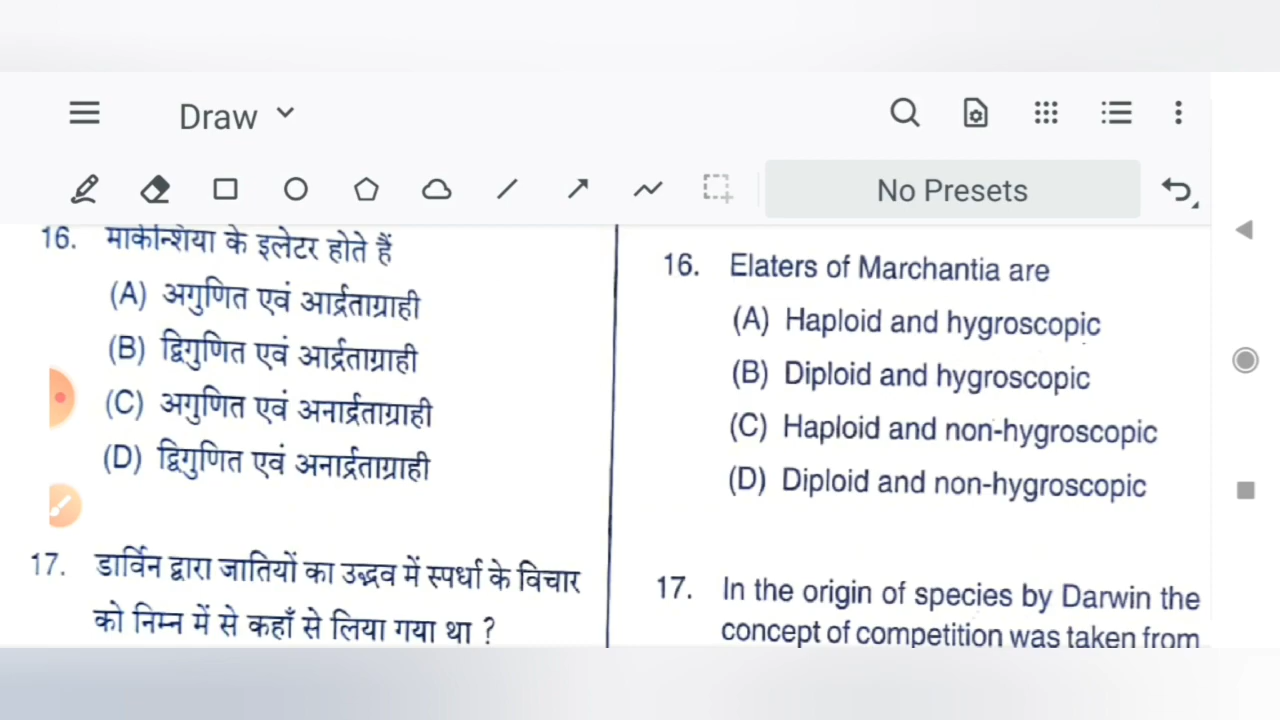 Draw
No Presets
16. मार्केन्शिया के इलेटर होते हैं
(A) अगुणित एवं आर्द्रताग्राही
(B) द्विगुणित एवं आर्द्रताग्राही
(C) अगुणित एवं अनार्द्रताग्राही
(D) द्विगुणित एवं अनार्द्रताग्राही
17. डार्विन द्वारा जातियों का उद्भव में स्पर्धा के विचार
को निम्न में से कहाँ से लिया गया था ?
16. Elaters of Marchantia are
(A) Haploid and hygroscopic
(B) Diploid and hygroscopic
(C) Haploid and non-hygroscopic
(D) Diploid and non-hygroscopic
17. In the origin of species by Darwin the
concept of competition was taken from